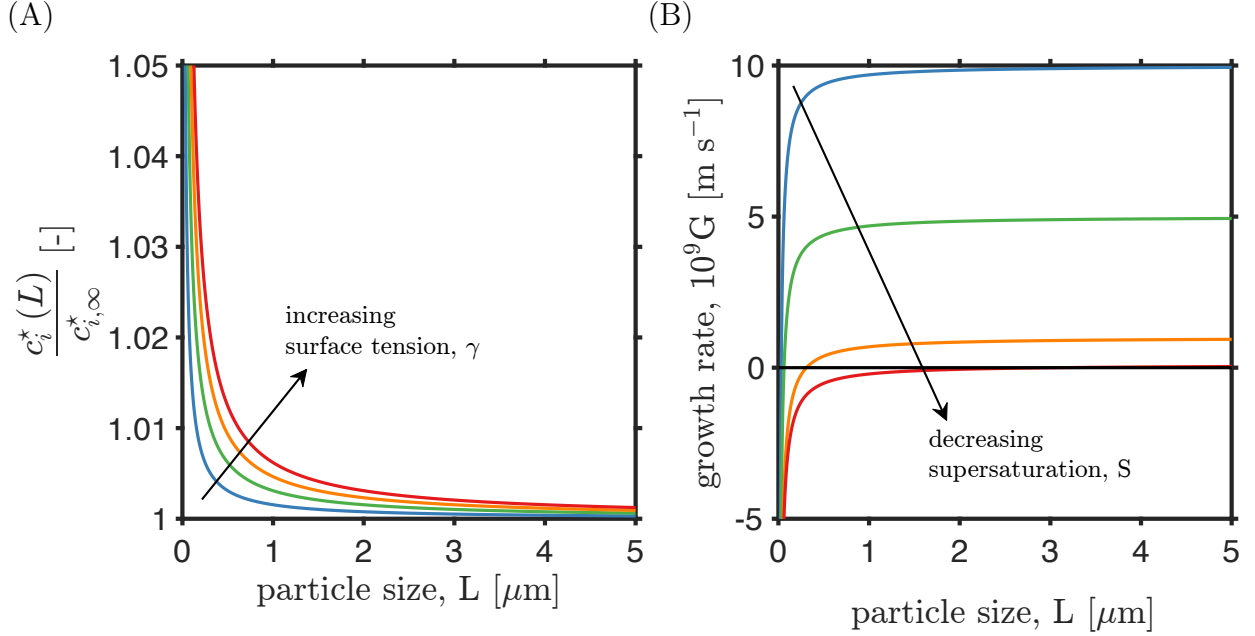 (A)
1.05
1.04
1.03
1.02
1.01
1
0 1 2 3 4 5
particle size, L [μm]
c_i^⋆ (L) / c_{i,∞}^⋆ [-]
increasing
surface tension, γ
(B)
10
5
0
-5
0 1 2 3 4 5
particle size, L [μm]
growth rate, 10⁹G [m s⁻¹]
decreasing
supersaturation, S